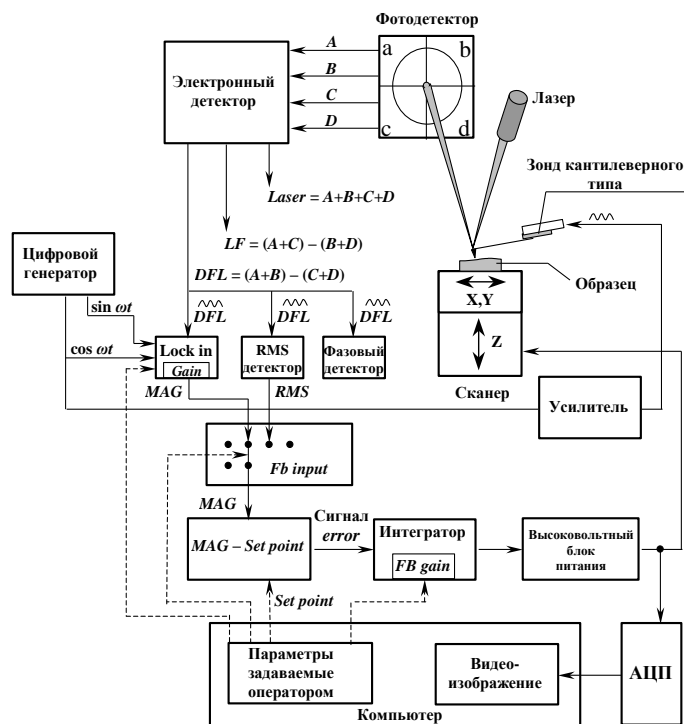 Фотодетектор
A
a
b
B
C
D
c
d
Электронный
детектор
Лазер
Зонд кантилеверного
типа
Laser = A+B+C+D
LF = (A+C) – (B+D)
DFL = (A+B) – (C+D)
Цифровой
генератор
Образец
X,Y
Z
Сканер
sin ωt
cos ωt
DFL
DFL
DFL
Lock in
Gain
RMS
детектор
Фазовый
детектор
MAG
RMS
Усилитель
Fb input
MAG
MAG – Set point
Сигнал
error
Интегратор
FB gain
Высоковольтный
блок
питания
Set point
Параметры
задаваемые
оператором
Видео-
изображение
АЦП
Компьютер